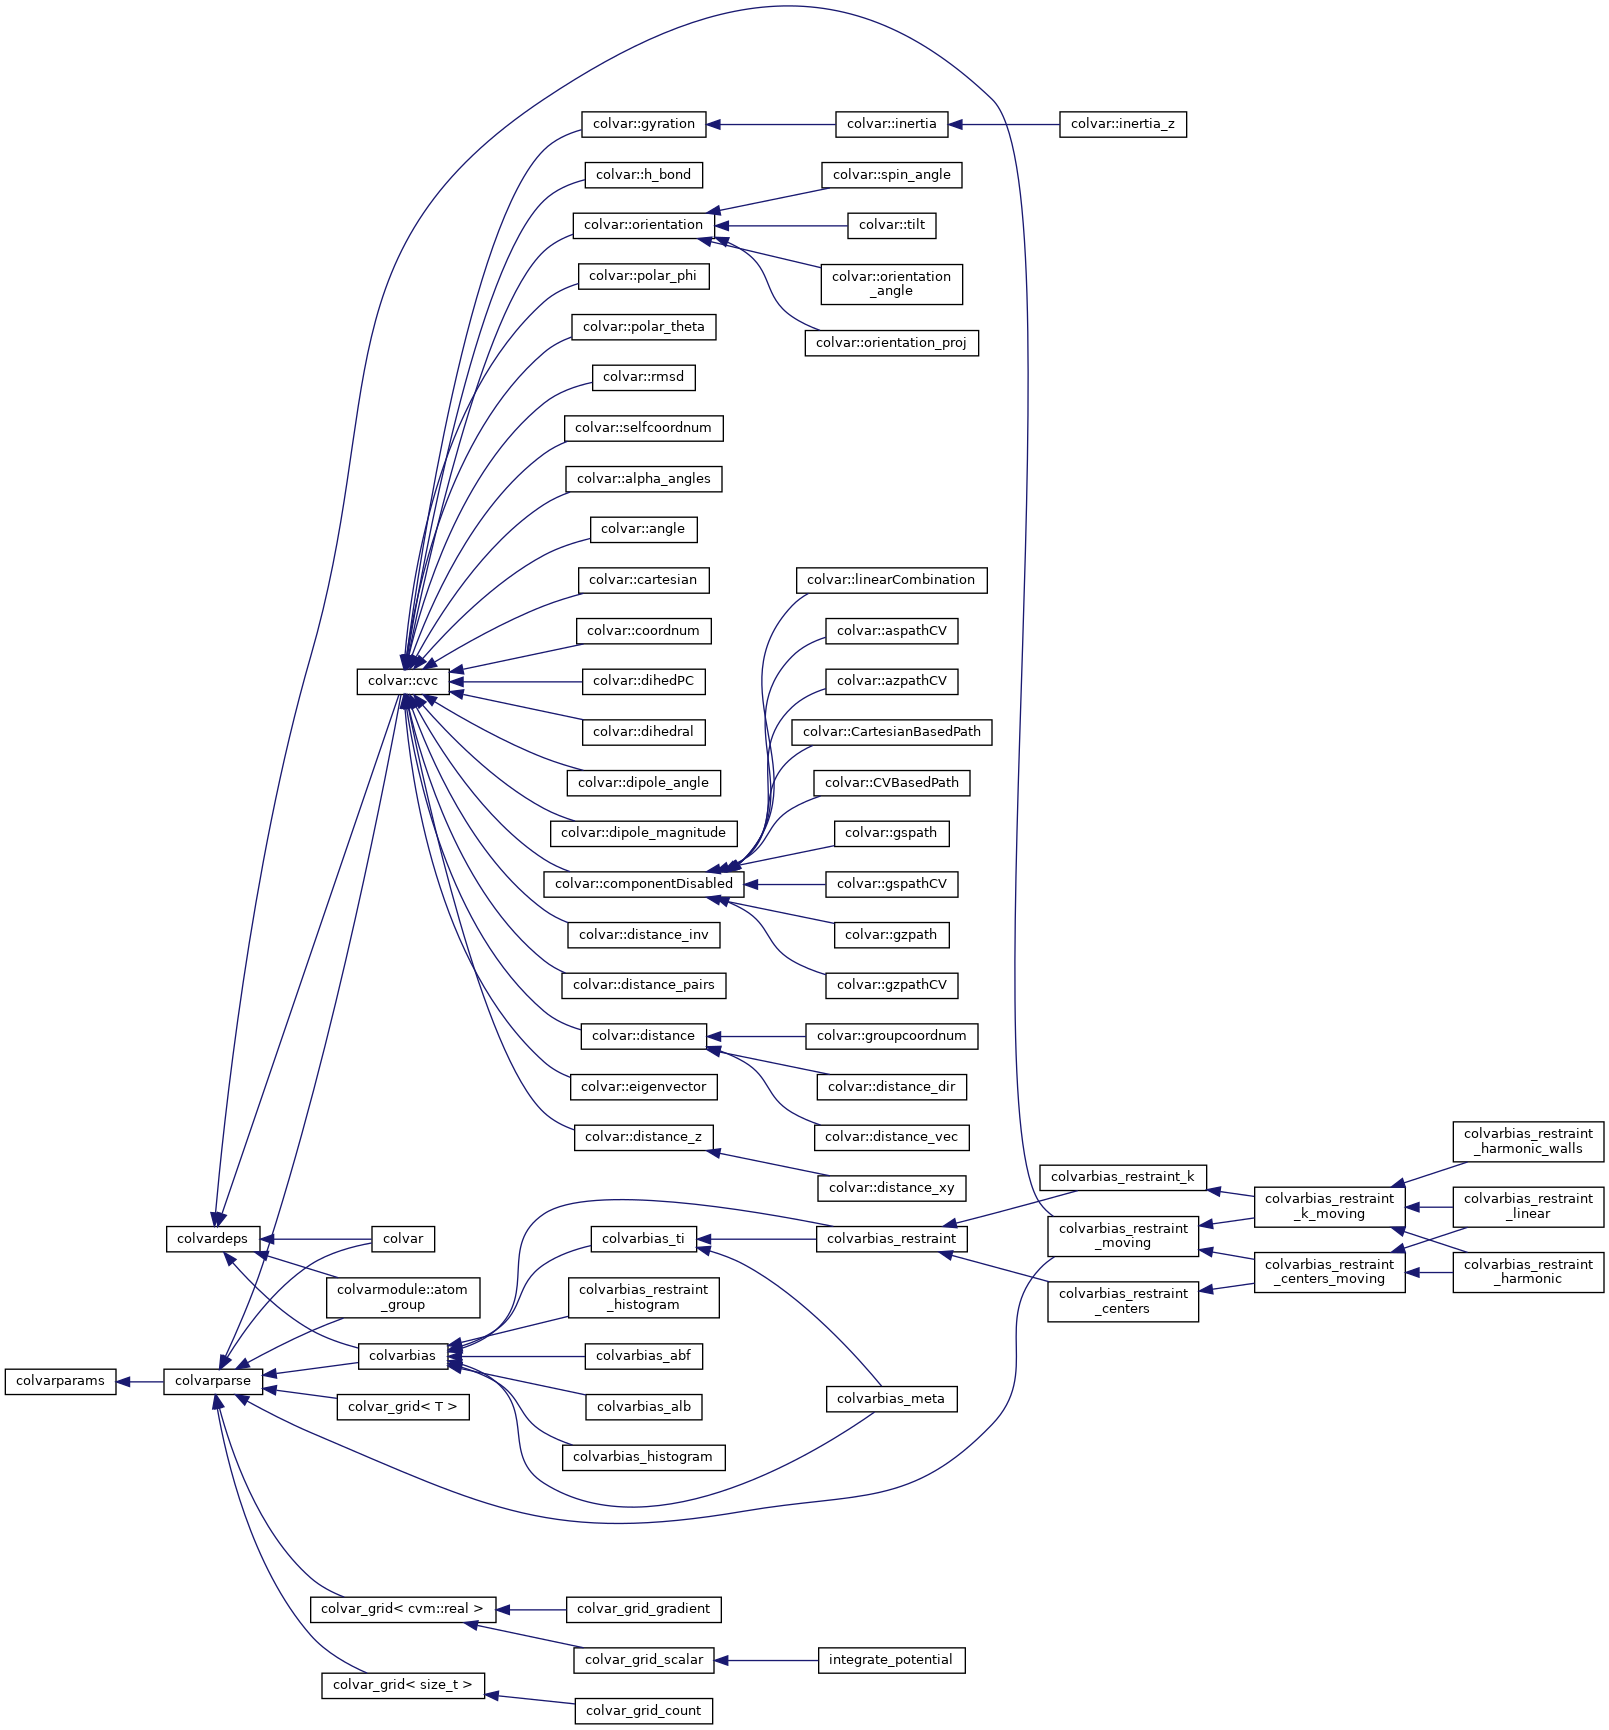 colvar::gyration
colvar::inertia
colvar::inertia_z
colvar::h_bond
colvar::spin_angle
colvar::orientation
colvar::tilt
colvar::polar_phi
colvar::orientation
_angle
colvar::polar_theta
colvar::orientation_proj
colvar::rmsd
colvar::selfcoordnum
colvar::alpha_angles
colvar::angle
colvar::cartesian
colvar::linearCombination
colvar::coordnum
colvar::aspathCV
colvar::cvc
colvar::dihedPC
colvar::azpathCV
colvar::dihedral
colvar::CartesianBasedPath
colvar::dipole_angle
colvar::CVBasedPath
colvar::dipole_magnitude
colvar::gspath
colvar::componentDisabled
colvar::gspathCV
colvar::distance_inv
colvar::gzpath
colvar::distance_pairs
colvar::gzpathCV
colvar::distance
colvar::groupcoordnum
colvar::eigenvector
colvar::distance_dir
colvar::distance_z
colvar::distance_vec
colvar::distance_xy
colvarbias_restraint_k
colvarbias_restraint
_harmonic_walls
colvarbias_restraint
_k_moving
colvarbias_restraint
_linear
colvardeps
colvar
colvarbias_ti
colvarbias_restraint
colvarbias_restraint
_moving
colvarbias_restraint
_centers_moving
colvarbias_restraint
_harmonic
colvarmodule::atom
_group
colvarbias_restraint
_histogram
colvarbias_restraint
_centers
colvarbias
colvarbias_abf
colvarparams
colvarparse
colvar_grid< T >
colvarbias_alb
colvarbias_meta
colvarbias_histogram
colvar_grid< cvm::real >
colvar_grid_gradient
colvar_grid_scalar
integrate_potential
colvar_grid< size_t >
colvar_grid_count